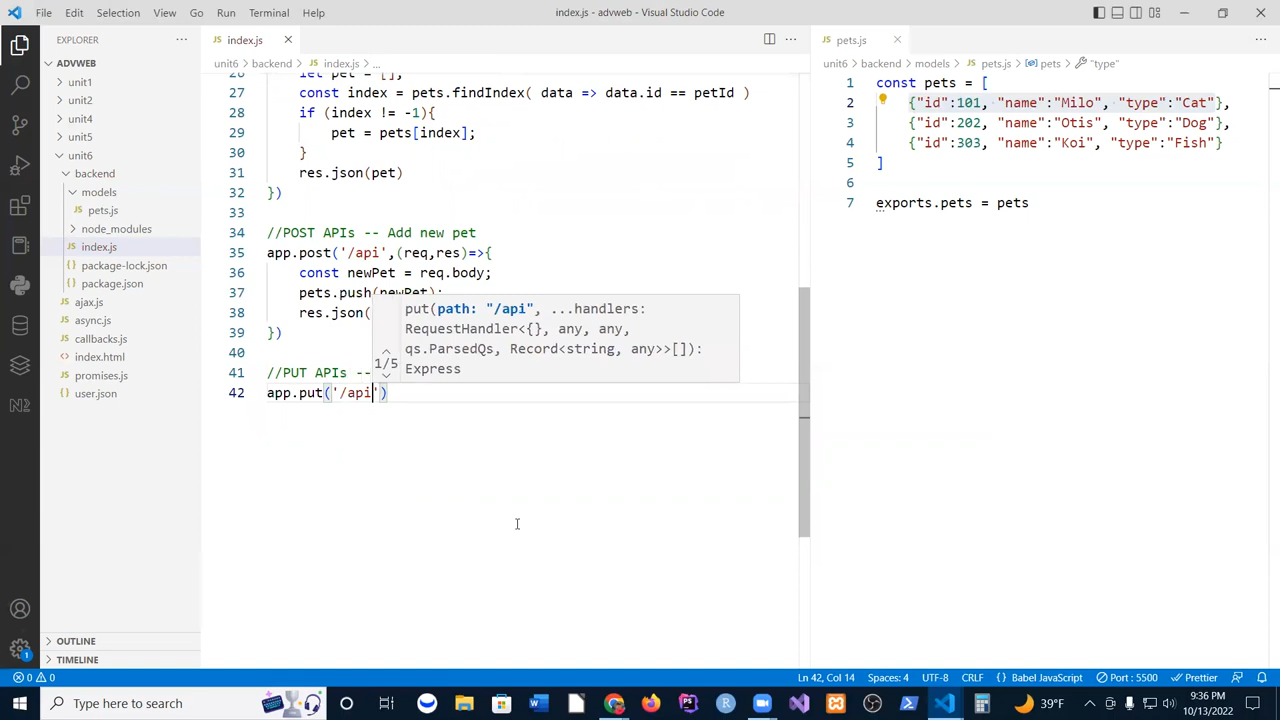 File Edit Selection View Go Run Terminal Help
index.js - advweb - Visual Studio Code
EXPLORER
ADVWEB
unit1
unit2
unit4
unit5
unit6
backend
models
pets.js
node_modules
index.js
package-lock.json
package.json
ajax.js
async.js
callbacks.js
index.html
promises.js
user.json
OUTLINE
TIMELINE
index.js
unit6 > backend > index.js > ...
26 let pet = [];
27 const index = pets.findIndex( data => data.id == petId )
28 if (index != -1){
29 pet = pets[index];
30 }
31 res.json(pet)
32 })
33
34 //POST APIs -- Add new pet
35 app.post('/api',(req,res)=>{
36 const newPet = req.body;
37 pets.push(newPet);
38 res.json(
39 })
40
41 //PUT APIs --
42 app.put('/api')
put(path: "/api", ...handlers:
RequestHandler<{}, any, any,
qs.ParsedQs, Record<string, any>>[]):
Express
1/5
pets.js
unit6 > backend > models > pets.js > pets > "type"
1 const pets = [
2 {"id":101, "name":"Milo", "type":"Cat"},
3 {"id":202, "name":"Otis", "type":"Dog"},
4 {"id":303, "name":"Koi", "type":"Fish"}
5 ]
6
7 exports.pets = pets
0 0
Ln 42, Col 14 Spaces: 4 UTF-8 CRLF {} Babel JavaScript Port : 5500 Prettier
Type here to search
39°F
9:36 PM
10/13/2022